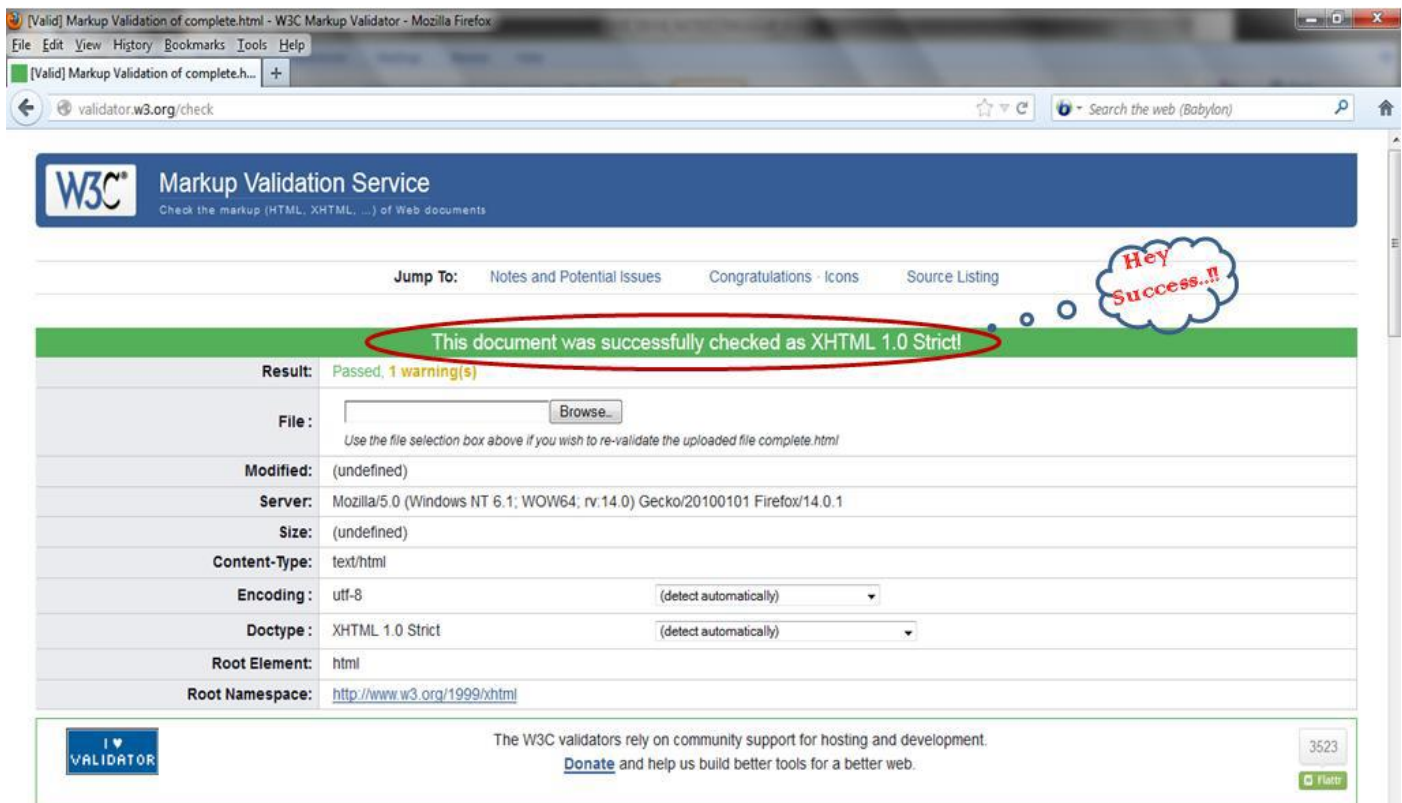 [Valid] Markup Validation of complete.html - W3C Markup Validator - Mozilla Firefox
File Edit View History Bookmarks Tools Help
[Valid] Markup Validation of complete.h... +
validator.w3.org/check
Search the web (Babylon)
W3C® Markup Validation Service
Check the markup (HTML, XHTML, ...) of Web documents
Jump To: Notes and Potential Issues Congratulations · Icons Source Listing
Hey
Success..!!
This document was successfully checked as XHTML 1.0 Strict!
Result: Passed, 1 warning(s)
File : Browse..
Use the file selection box above if you wish to re-validate the uploaded file complete.html
Modified: (undefined)
Server: Mozilla/5.0 (Windows NT 6.1; WOW64; rv:14.0) Gecko/20100101 Firefox/14.0.1
Size: (undefined)
Content-Type: text/html
Encoding : utf-8 (detect automatically)
Doctype : XHTML 1.0 Strict (detect automatically)
Root Element: html
Root Namespace: http://www.w3.org/1999/xhtml
I ♥
VALIDATOR
The W3C validators rely on community support for hosting and development.
Donate and help us build better tools for a better web.
3523
Flattr